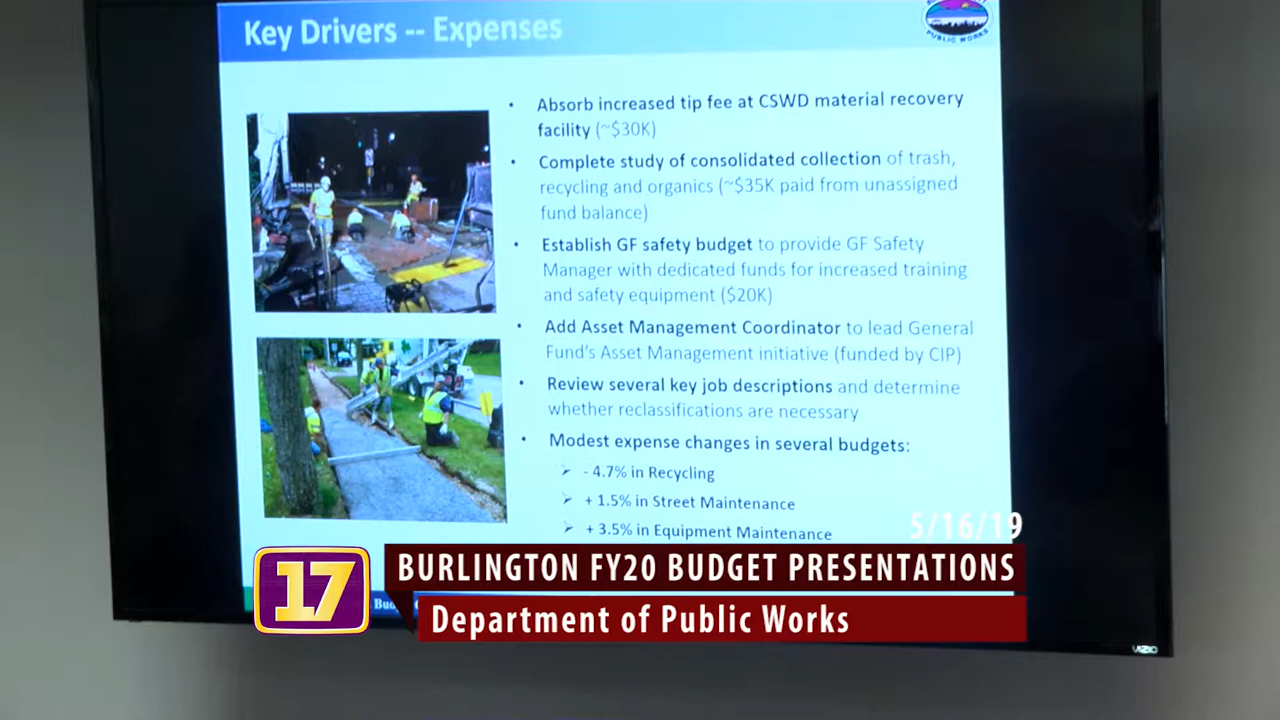 Key Drivers -- Expenses
PUBLIC WORKS
• Absorb increased tip fee at CSWD material recovery
facility (~$30K)
• Complete study of consolidated collection of trash,
recycling and organics (~$35K paid from unassigned
fund balance)
• Establish GF safety budget to provide GF Safety
Manager with dedicated funds for increased training
and safety equipment ($20K)
• Add Asset Management Coordinator to lead General
Fund's Asset Management initiative (funded by CIP)
• Review several key job descriptions and determine
whether reclassifications are necessary
• Modest expense changes in several budgets:
➢ - 4.7% in Recycling
➢ + 1.5% in Street Maintenance
➢ + 3.5% in Equipment Maintenance
5/16/19
17
BURLINGTON FY20 BUDGET PRESENTATIONS
Department of Public Works
VIZIO